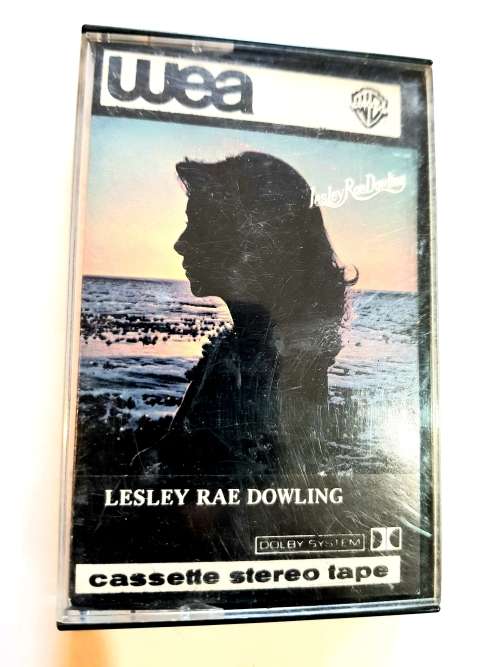 wea
Lesley Rae Dowling
LESLEY RAE DOWLING
DOLBY SYSTEM
cassette stereo tape